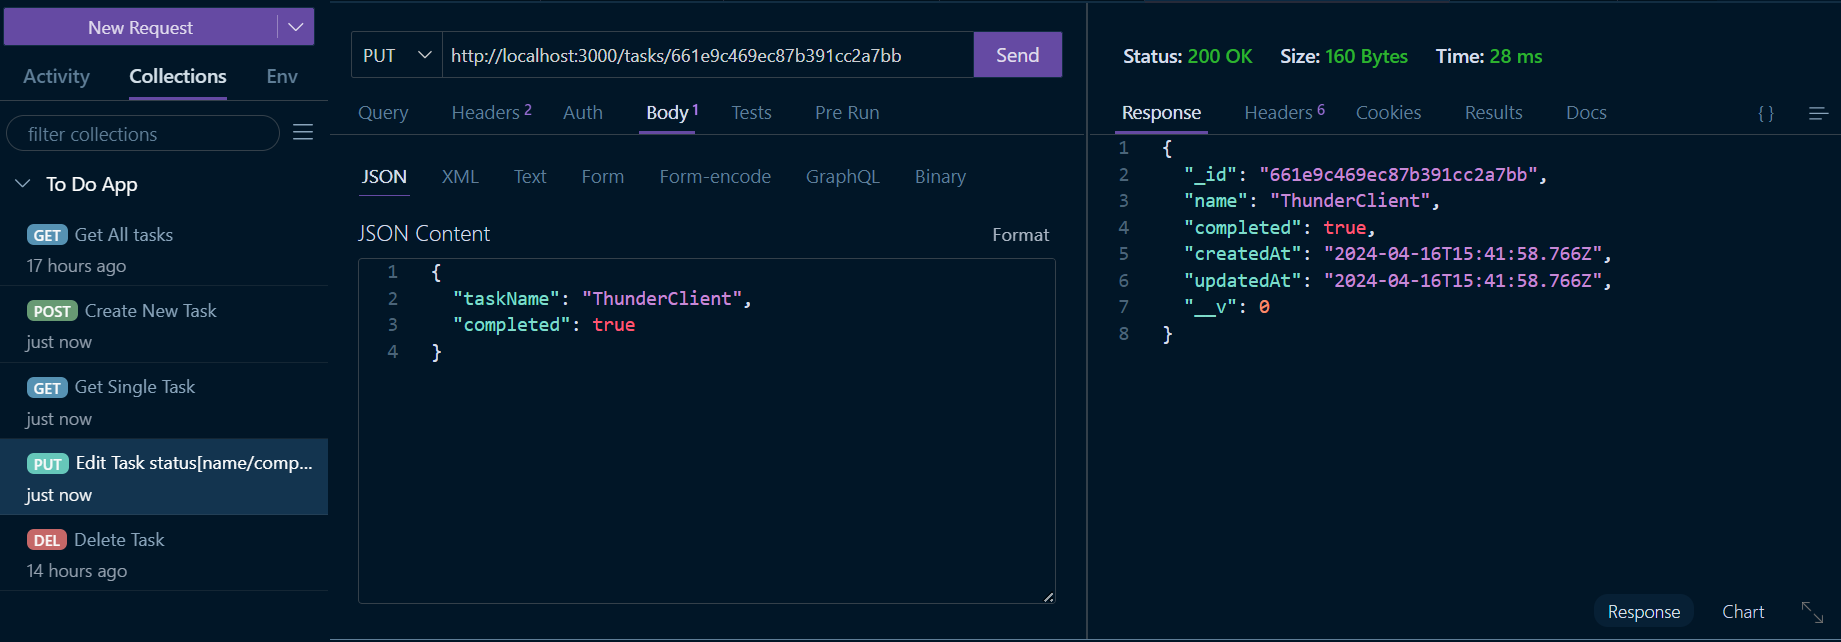 New Request
Activity Collections Env
filter collections
To Do App
GET Get All tasks
17 hours ago
POST Create New Task
just now
GET Get Single Task
just now
PUT Edit Task status[name/comp...
just now
DEL Delete Task
14 hours ago
PUT http://localhost:3000/tasks/661e9c469ec87b391cc2a7bb Send
Query Headers 2 Auth Body 1 Tests Pre Run
JSON XML Text Form Form-encode GraphQL Binary
JSON Content Format
1 {
2 "taskName": "ThunderClient",
3 "completed": true
4 }
Status: 200 OK Size: 160 Bytes Time: 28 ms
Response Headers 6 Cookies Results Docs { }
1 {
2 "_id": "661e9c469ec87b391cc2a7bb",
3 "name": "ThunderClient",
4 "completed": true,
5 "createdAt": "2024-04-16T15:41:58.766Z",
6 "updatedAt": "2024-04-16T15:41:58.766Z",
7 "__v": 0
8 }
Response Chart